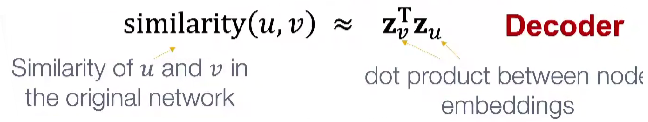 similarity(u, v) ≈ z_v^T z_u Decoder
Similarity of u and v in
the original network
dot product between node
embeddings